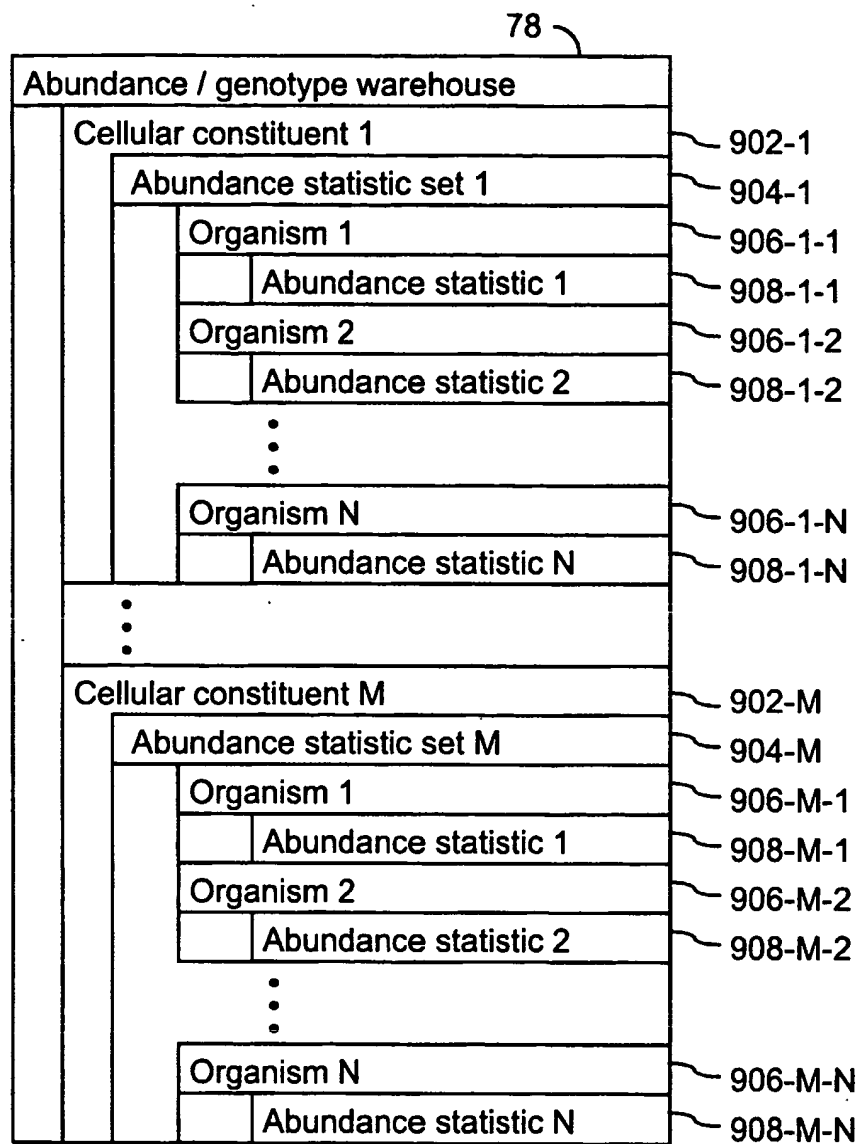 78
Abundance / genotype warehouse
Cellular constituent 1 902-1
Abundance statistic set 1 904-1
Organism 1 906-1-1
Abundance statistic 1 908-1-1
Organism 2 906-1-2
Abundance statistic 2 908-1-2
Organism N 906-1-N
Abundance statistic N 908-1-N
Cellular constituent M 902-M
Abundance statistic set M 904-M
Organism 1 906-M-1
Abundance statistic 1 908-M-1
Organism 2 906-M-2
Abundance statistic 2 908-M-2
Organism N 906-M-N
Abundance statistic N 908-M-N